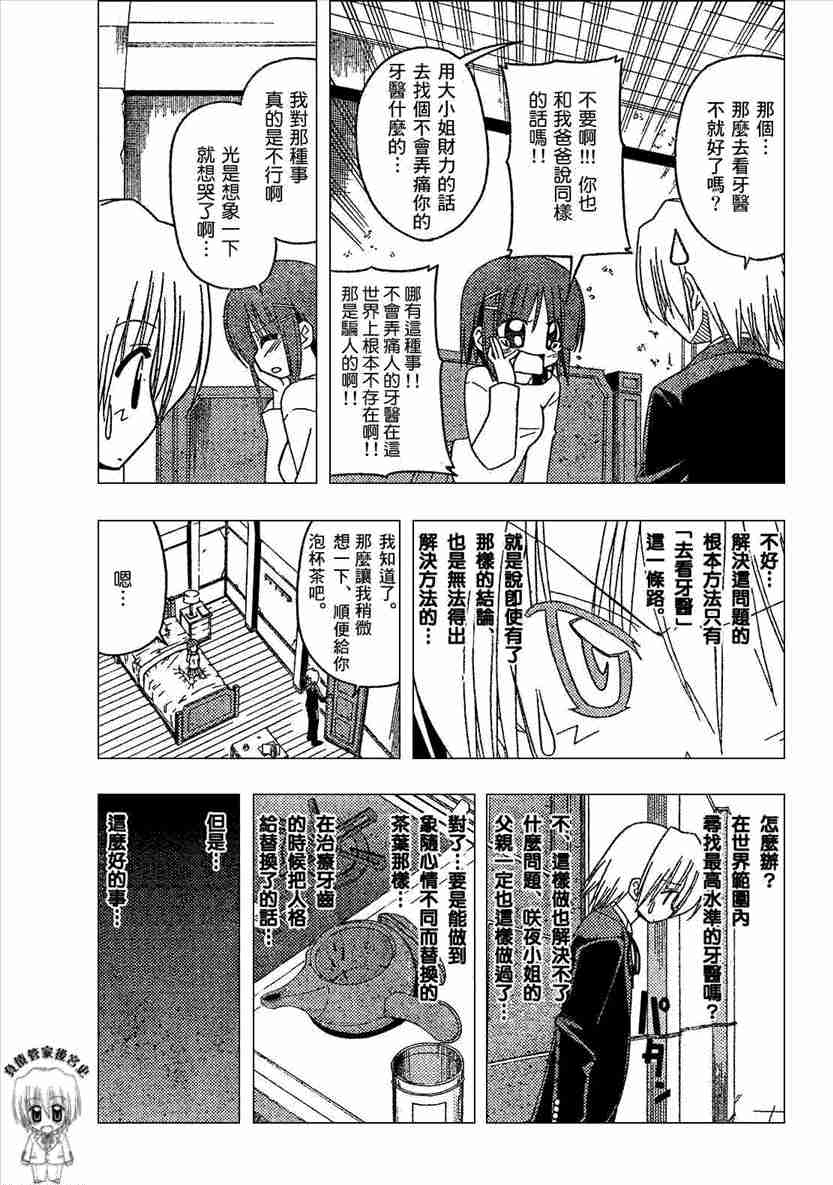 那個…
那麼去看牙醫
不就好了嗎？
不要啊!!! 你也
和我爸爸說同樣
的話嗎!!
用大小姐財力的話
去找個不會弄痛你的
牙醫什麼的…
哪有這種事!!
不會弄痛人的牙醫在這
世界上根本不存在啊!!
那是騙人的啊!!
我對那種事
真的是不行啊
光是想象一下
就想哭了啊…
不好…
解決這問題的
根本方法只有
「去看牙醫」
這一條路。
就是說即使有了
那樣的結論、
也是無法得出
解決方法的…
我知道了。
那麼讓我稍微
想一下、順便給你
泡杯茶吧。
嗯…
怎麼辦？
在世界範圍內
尋找最高水準的牙醫嗎？
不、這樣做也解決不了
什麼問題、咲夜小姐的
父親一定也這樣做過了…
パタン
對了…要是能做到
象隨心情不同而替換的
茶葉那樣…
在治療牙齒
的時候把人格
給替換了的話…
但是…
這麼好的事…
負債管家後宮史